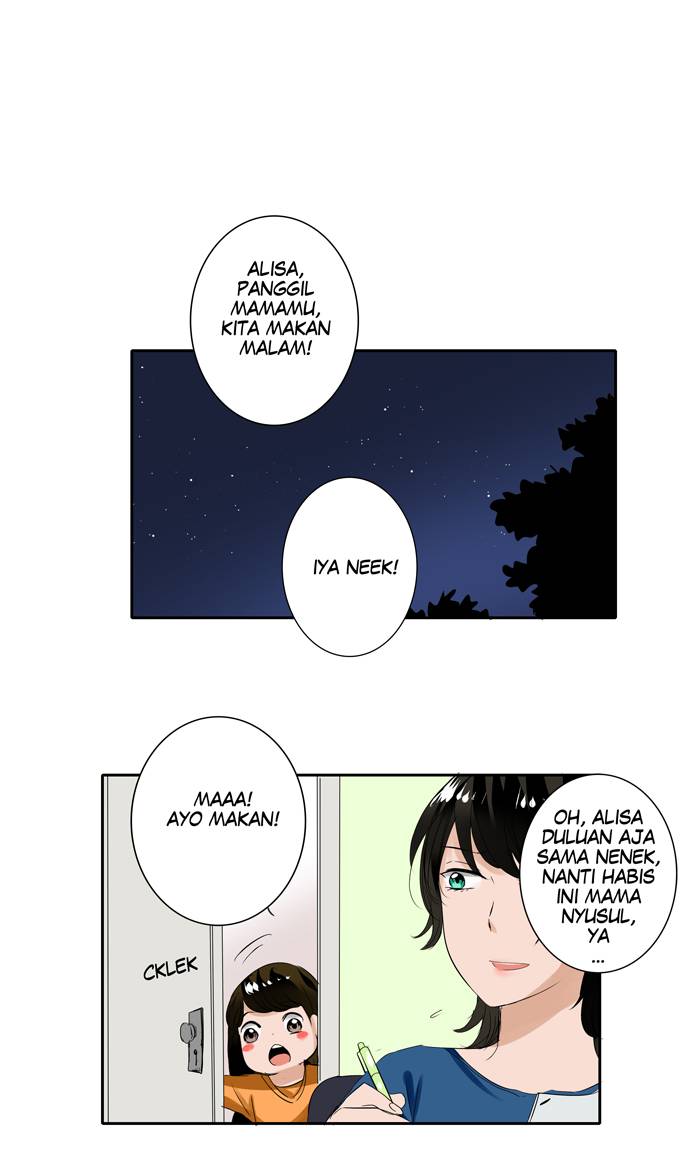 ALISA,
PANGGIL
MAMAMU,
KITA MAKAN
MALAM!
IYA NEEK!
MAAA!
AYO MAKAN!
OH, ALISA
DULUAN AJA
SAMA NENEK,
NANTI HABIS
INI MAMA
NYUSUL,
YA
...
CKLEK